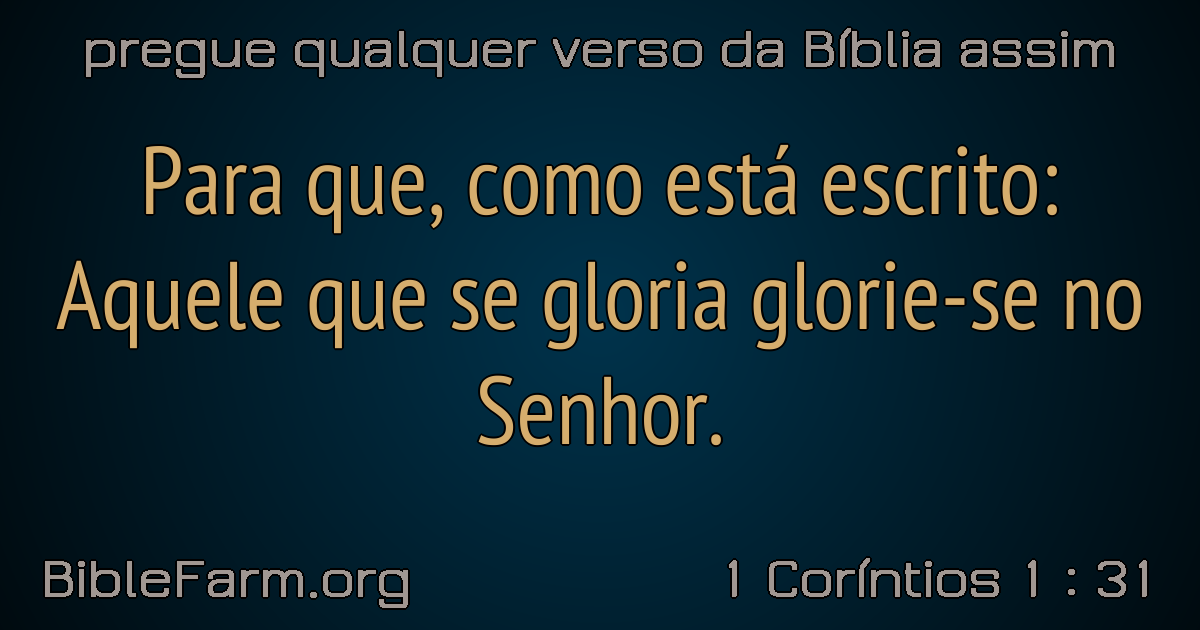 pregue qualquer verso da Bíblia assim
Para que, como está escrito:
Aquele que se gloria glorie-se no
Senhor.
BibleFarm.org
1 Coríntios 1 : 31